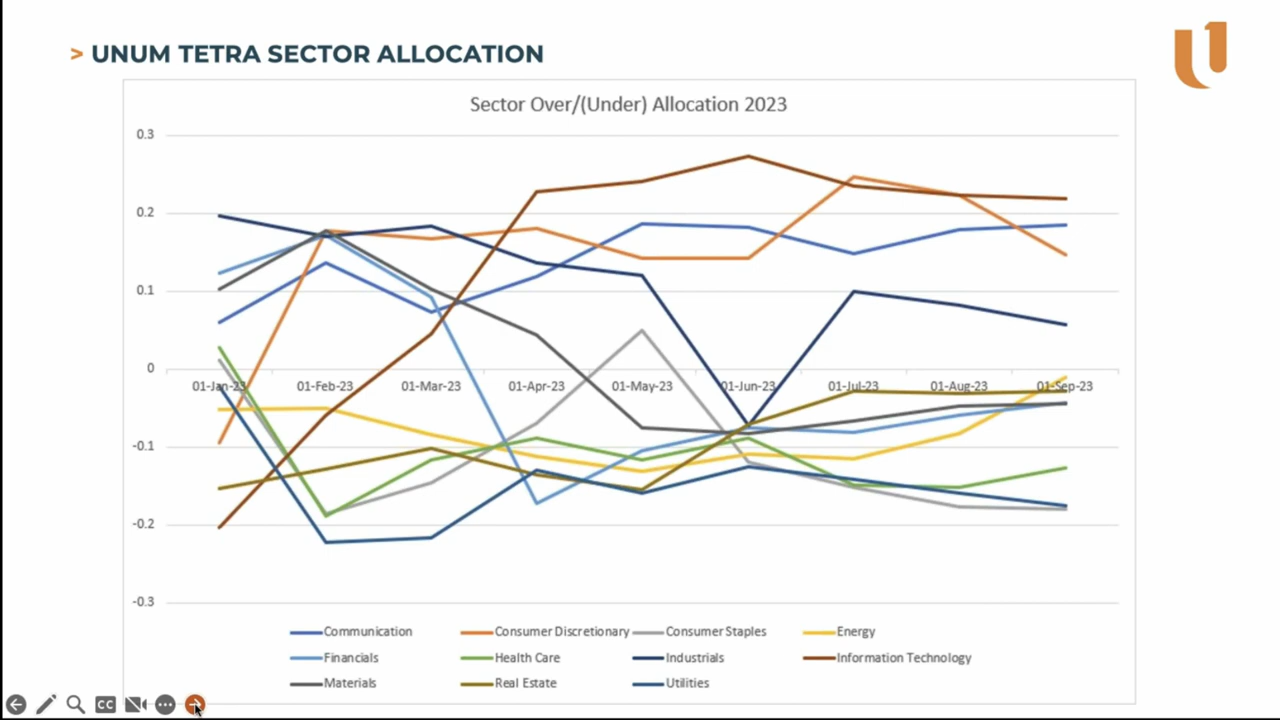 > UNUM TETRA SECTOR ALLOCATION
Sector Over/(Under) Allocation 2023
0.3
0.2
0.1
0
01-Jan-23 01-Feb-23 01-Mar-23 01-Apr-23 01-May-23 01-Jun-23 01-Jul-23 01-Aug-23 01-Sep-23
-0.1
-0.2
-0.3
Communication Consumer Discretionary Consumer Staples Energy
Financials Health Care Industrials Information Technology
Materials Real Estate Utilities
CC